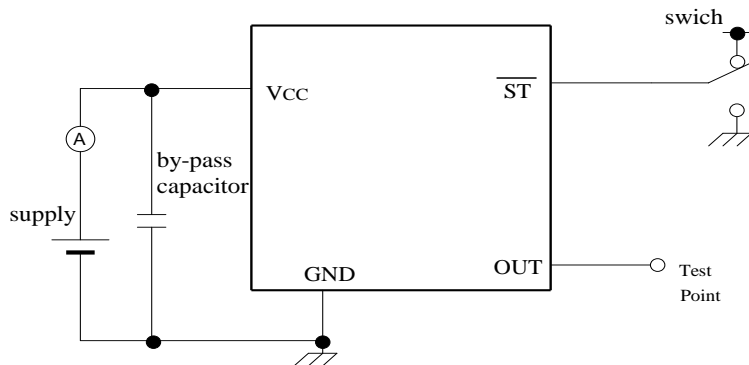 swich
VCC
ST
A
by-pass
capacitor
supply
GND
OUT
Test
Point